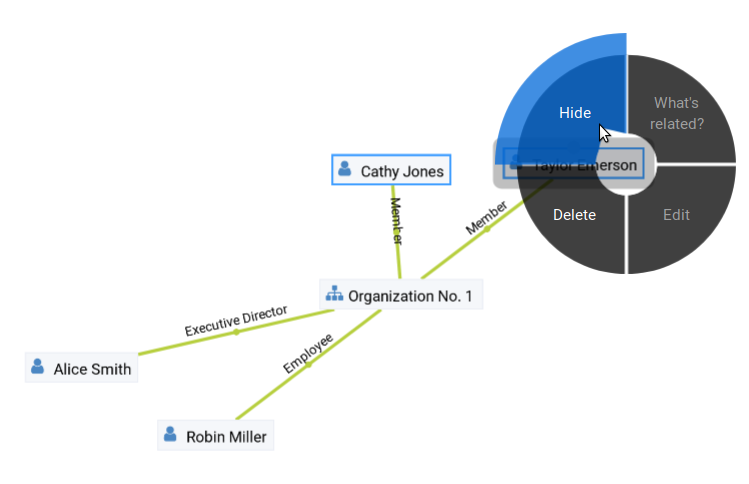 Hide
What's
related?
Cathy Jones
Taylor Emerson
Member
Member
Delete
Edit
Organization No. 1
Executive Director
Employee
Alice Smith
Robin Miller